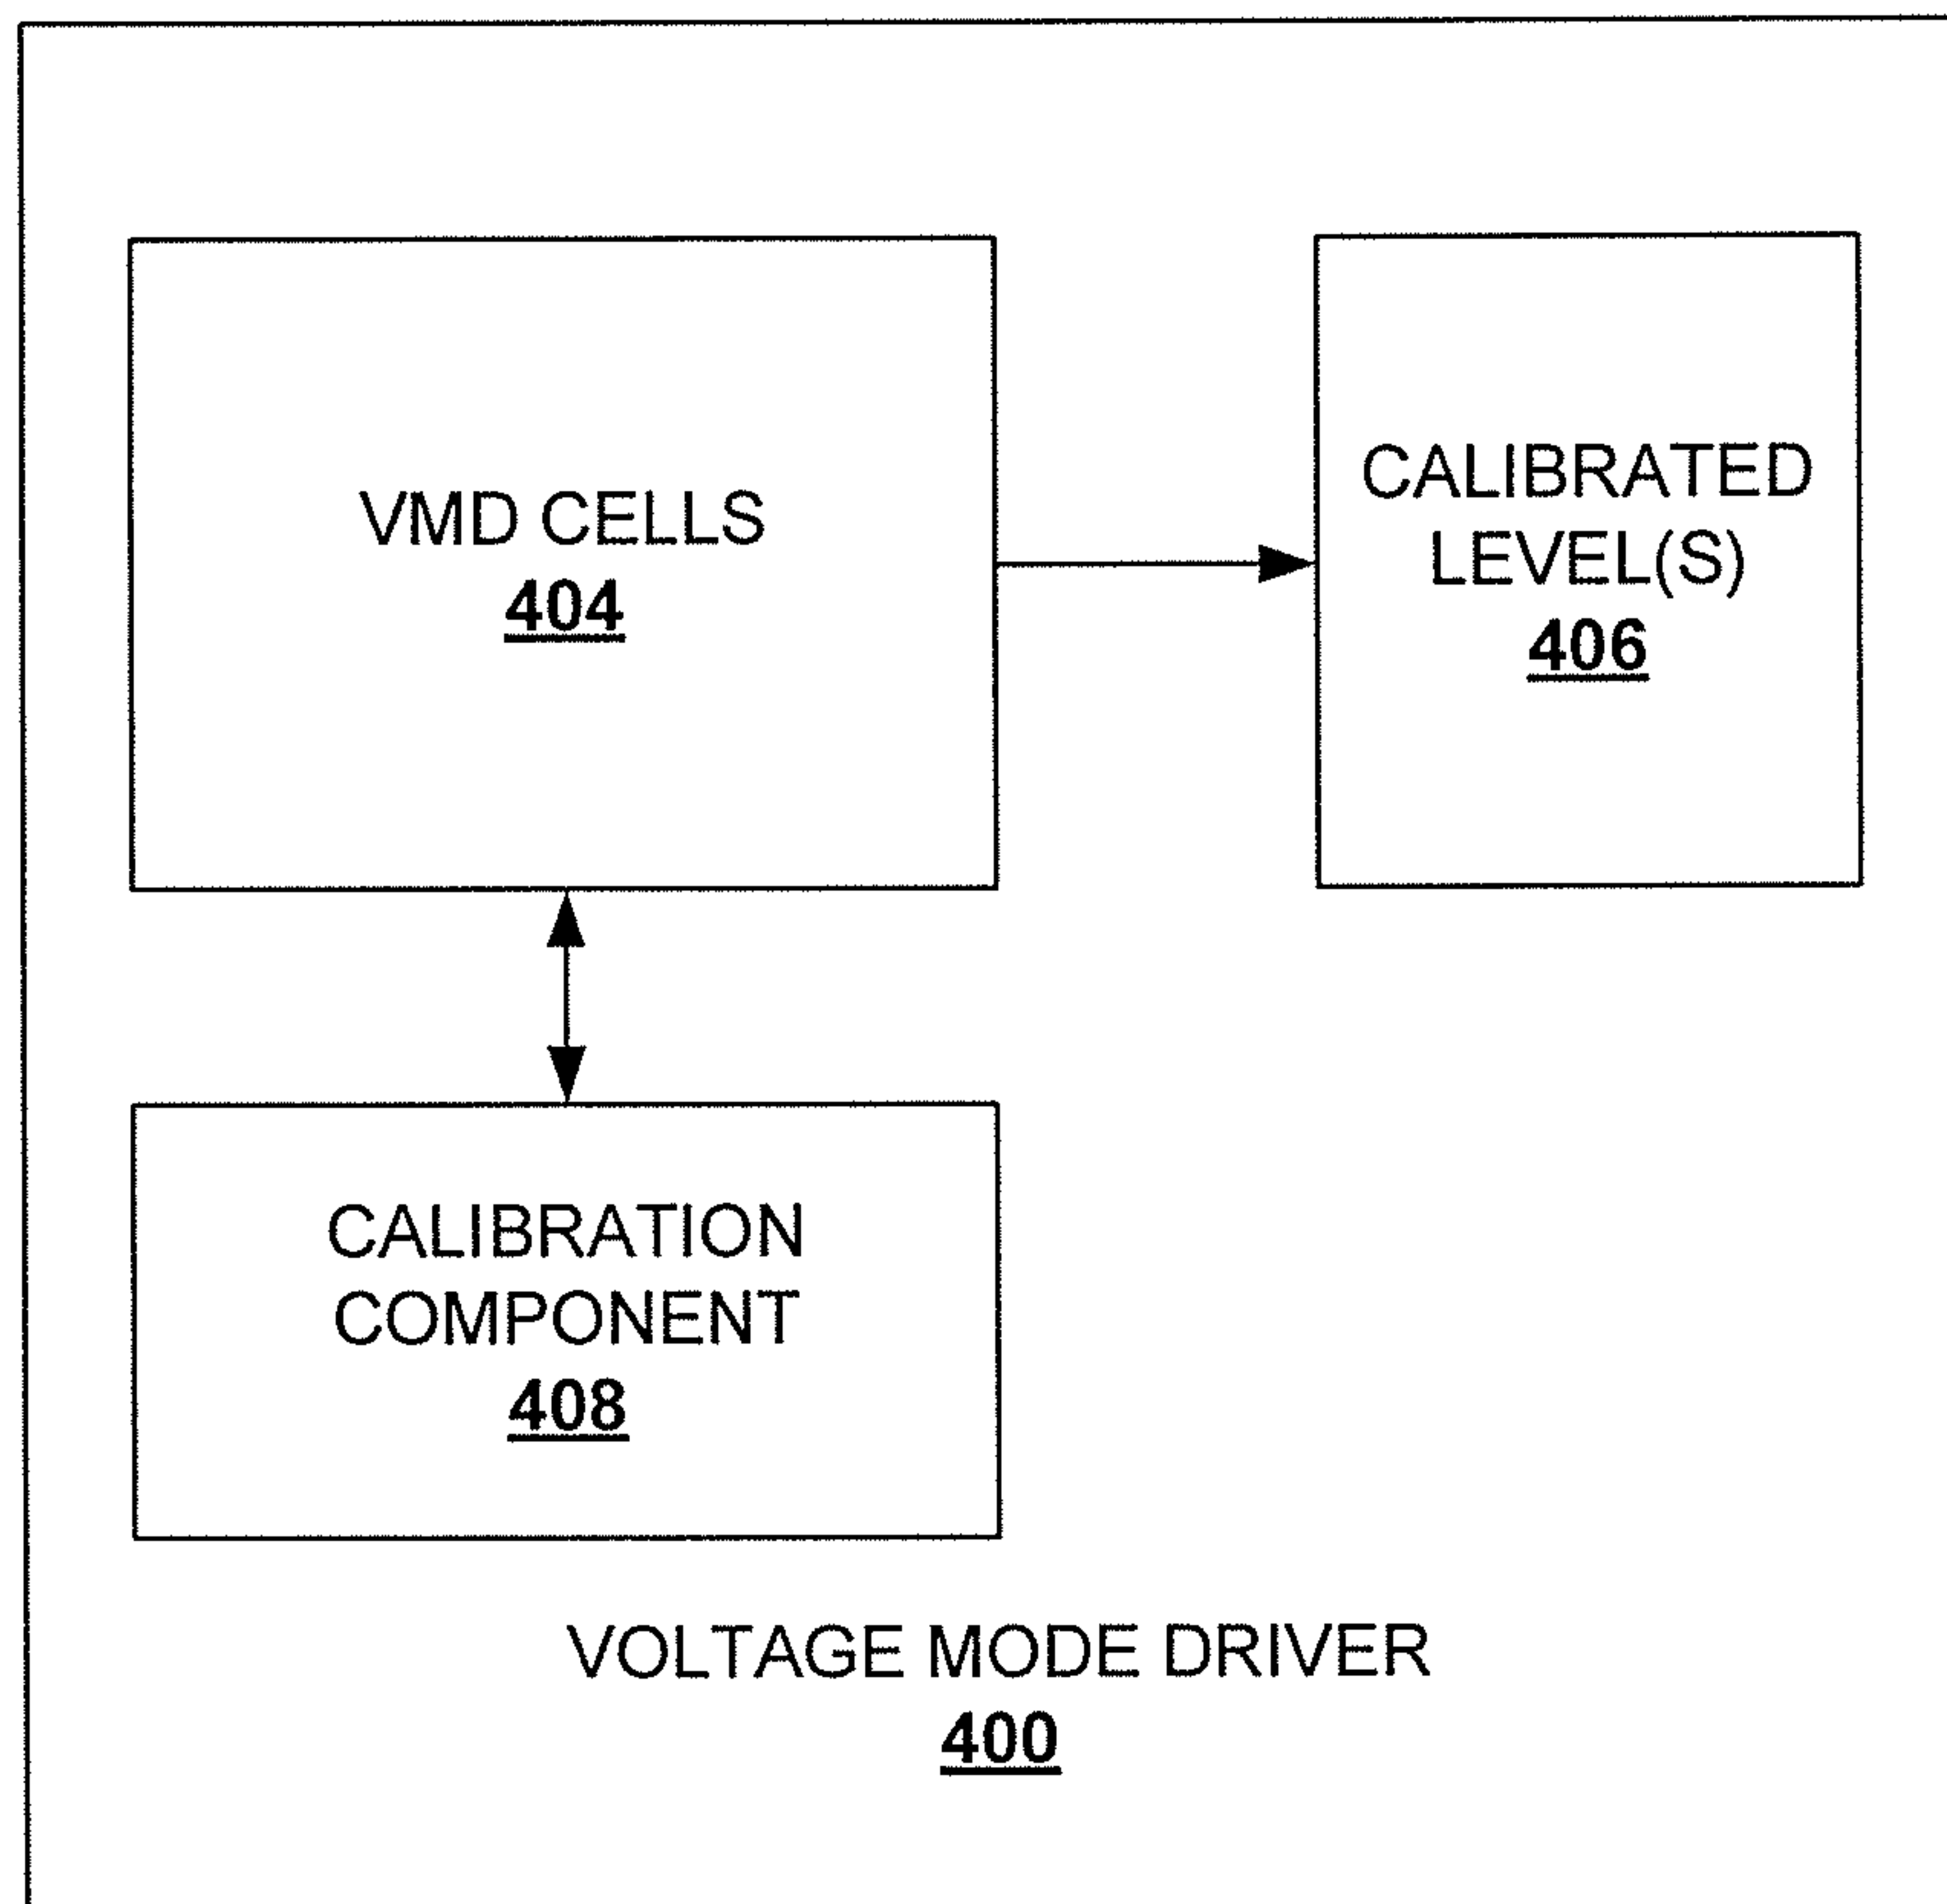 VMD CELLS
404
CALIBRATED
LEVEL(S)
406
CALIBRATION
COMPONENT
408
VOLTAGE MODE DRIVER
400